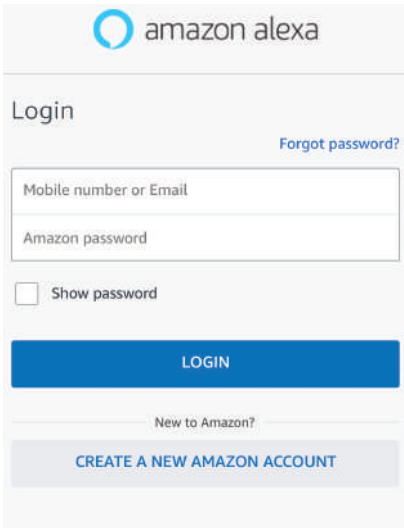 amazon alexa
Login
Forgot password?
Mobile number or Email
Amazon password
Show password
LOGIN
New to Amazon?
CREATE A NEW AMAZON ACCOUNT